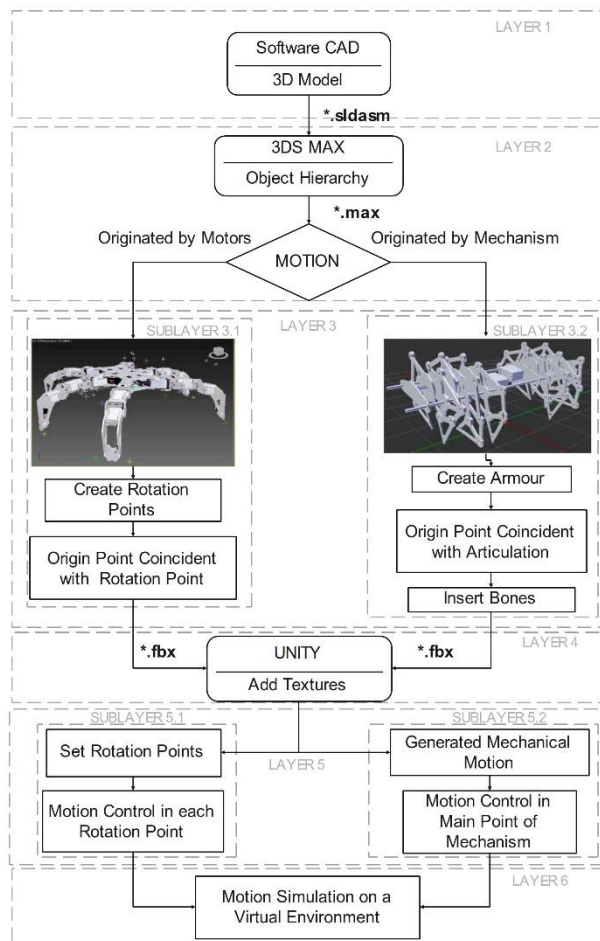 LAYER 1
Software CAD
3D Model
*.sldasm
LAYER 2
3DS MAX
Object Hierarchy
*.max
Originated by Motors
Originated by Mechanism
MOTION
LAYER 3
SUBLAYER 3.1
SUBLAYER 3.2
Create Rotation
Points
Origin Point Coincident
with Rotation Point
Create Armour
Origin Point Coincident
with Articulation
Insert Bones
*.fbx
*.fbx
LAYER 4
UNITY
Add Textures
SUBLAYER 5.1
SUBLAYER 5.2
LAYER 5
Set Rotation Points
Motion Control in each
Rotation Point
Generated Mechanical
Motion
Motion Control in
Main Point of
Mechanism
LAYER 6
Motion Simulation on a
Virtual Environment